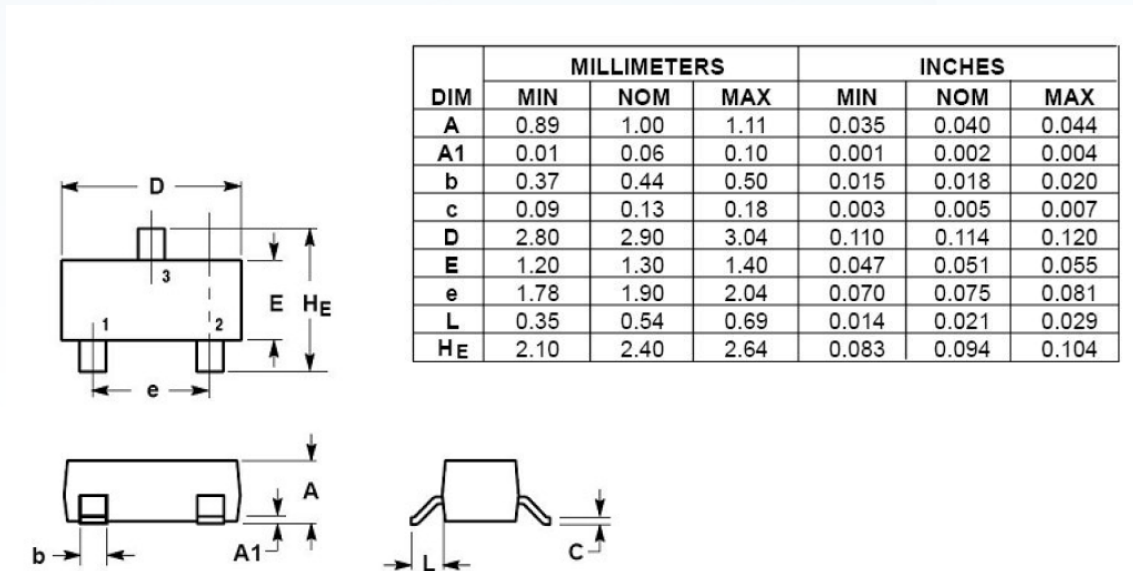 MILLIMETERS INCHES
DIM MIN NOM MAX MIN NOM MAX
A 0.89 1.00 1.11 0.035 0.040 0.044
A1 0.01 0.06 0.10 0.001 0.002 0.004
b 0.37 0.44 0.50 0.015 0.018 0.020
c 0.09 0.13 0.18 0.003 0.005 0.007
D 2.80 2.90 3.04 0.110 0.114 0.120
E 1.20 1.30 1.40 0.047 0.051 0.055
e 1.78 1.90 2.04 0.070 0.075 0.081
L 0.35 0.54 0.69 0.014 0.021 0.029
HE 2.10 2.40 2.64 0.083 0.094 0.104
D
3
E HE
1 2
e
A
b A1
L C